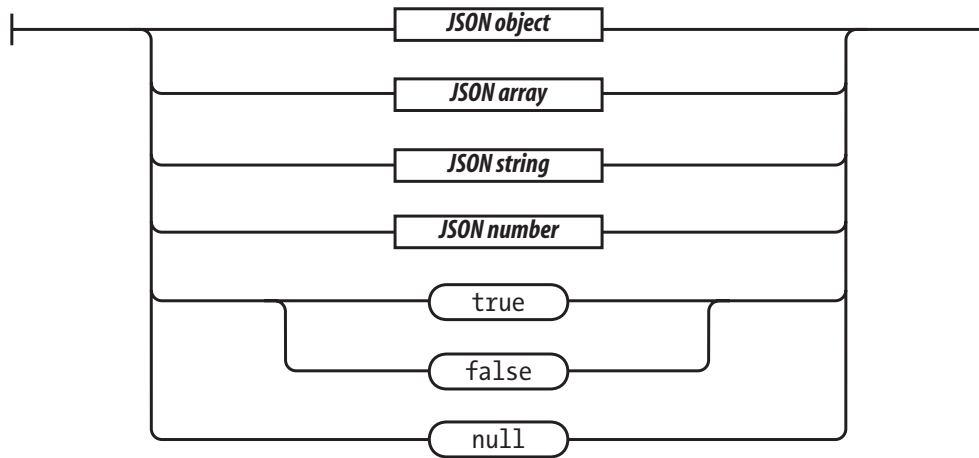 JSON object
JSON array
JSON string
JSON number
true
false
null